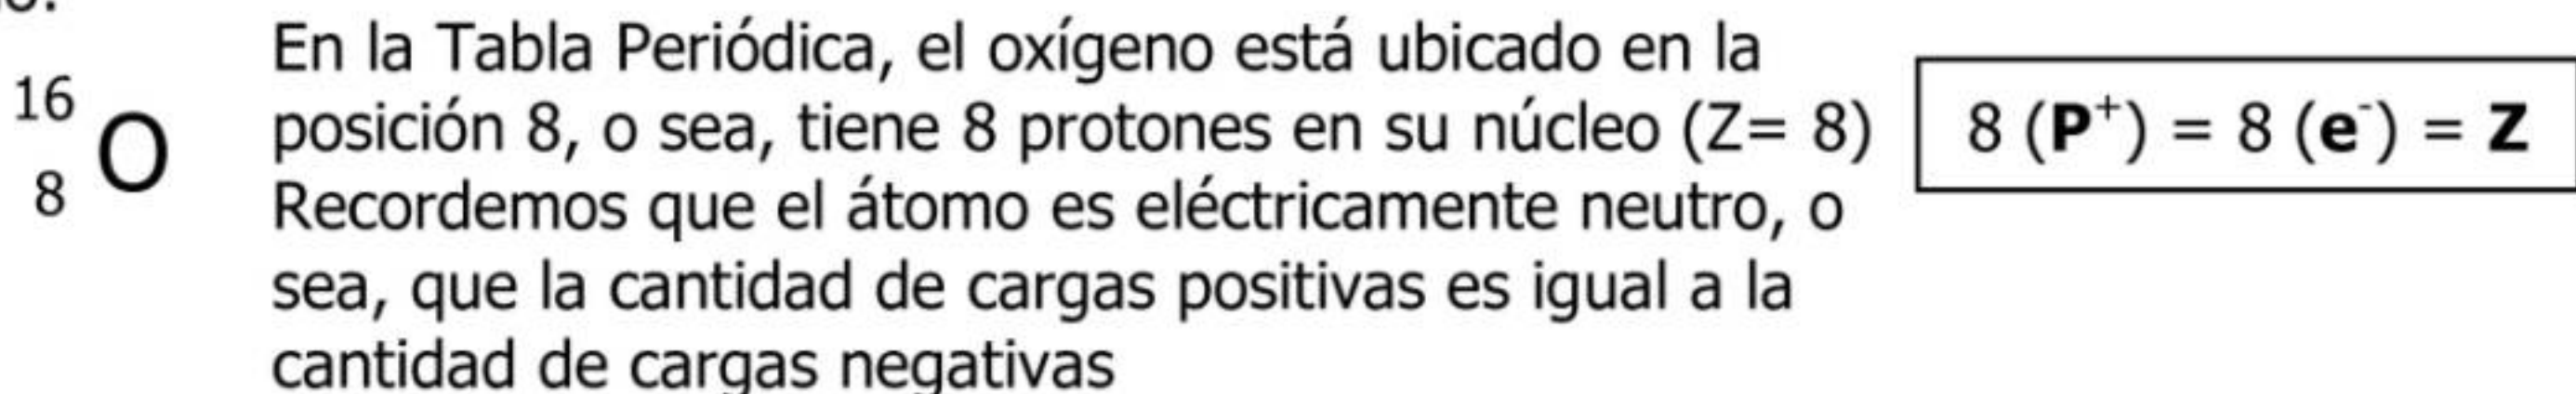 16
8 O
En la Tabla Periódica, el oxígeno está ubicado en la
posición 8, o sea, tiene 8 protones en su núcleo (Z= 8)
Recordemos que el átomo es eléctricamente neutro, o
sea, que la cantidad de cargas positivas es igual a la
cantidad de cargas negativas
8 (P⁺) = 8 (e⁻) = Z